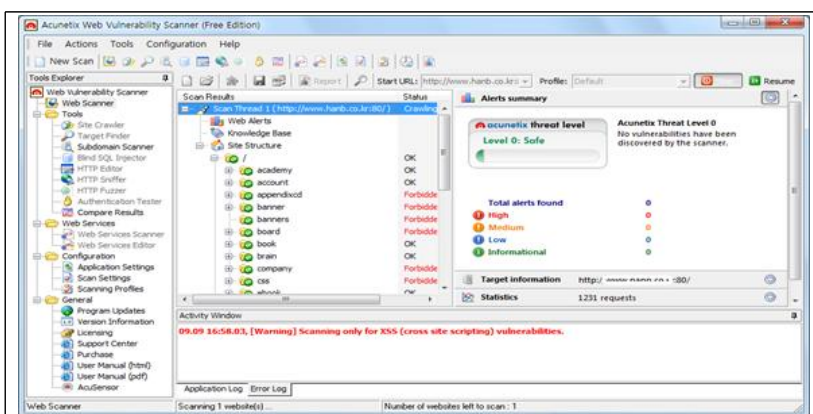 Acunetix Web Vulnerability Scanner (Free Edition)
File Actions Tools Configuration Help
New Scan
Report
Start URL: http://www.hanb.co.kr:
Profile: Default
Resume
Tools Explorer
Web Vulnerability Scanner
Web Scanner
Tools
Site Crawler
Target Finder
Subdomain Scanner
Blind SQL Injector
HTTP Editor
HTTP Sniffer
HTTP Fuzzer
Authentication Tester
Compare Results
Web Services
Web Services Scanner
Web Services Editor
Configuration
Application Settings
Scan Settings
Scanning Profiles
General
Program Updates
Version Information
Licensing
Support Center
Purchase
User Manual (html)
User Manual (pdf)
AcuSensor
Scan Results Status
Scan Thread 1 ( http://www.hanb.co.kr:80/ ) Crawling
Web Alerts
Knowledge Base
Site Structure
/ OK
academy OK
account OK
appendixcd Forbidde
banner Forbidde
banners Forbidde
board Forbidde
book OK
brain OK
company Forbidde
css Forbidde
ebook OK
Alerts summary
acunetix threat level
Level 0: Safe
Acunetix Threat Level 0
No vulnerabilities have been
discovered by the scanner.
Total alerts found 0
High 0
Medium 0
Low 0
Informational 0
Target information
Statistics 1231 requests
Activity Window
09.09 16:58.03, [Warning] Scanning only for XSS (cross site scripting) vulnerabilities.
Application Log Error Log
Web Scanner
Scanning 1 website(s) ...
Number of websites left to scan : 1